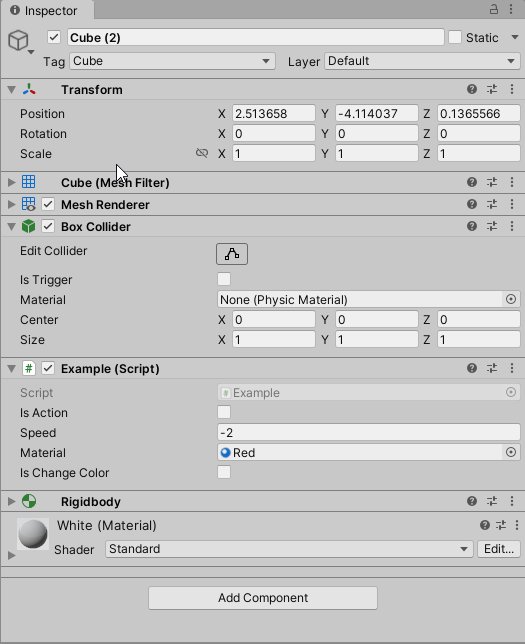 Inspector
Cube (2) Static
Tag Cube Layer Default
Transform
Position X 2.513658 Y -4.114037 Z 0.1365566
Rotation X 0 Y 0 Z 0
Scale X 1 Y 1 Z 1
Cube (Mesh Filter)
Mesh Renderer
Box Collider
Edit Collider
Is Trigger
Material None (Physic Material)
Center X 0 Y 0 Z 0
Size X 1 Y 1 Z 1
# Example (Script)
Script # Example
Is Action
Speed -2
Material Red
Is Change Color
Rigidbody
White (Material)
Shader Standard Edit...
Add Component